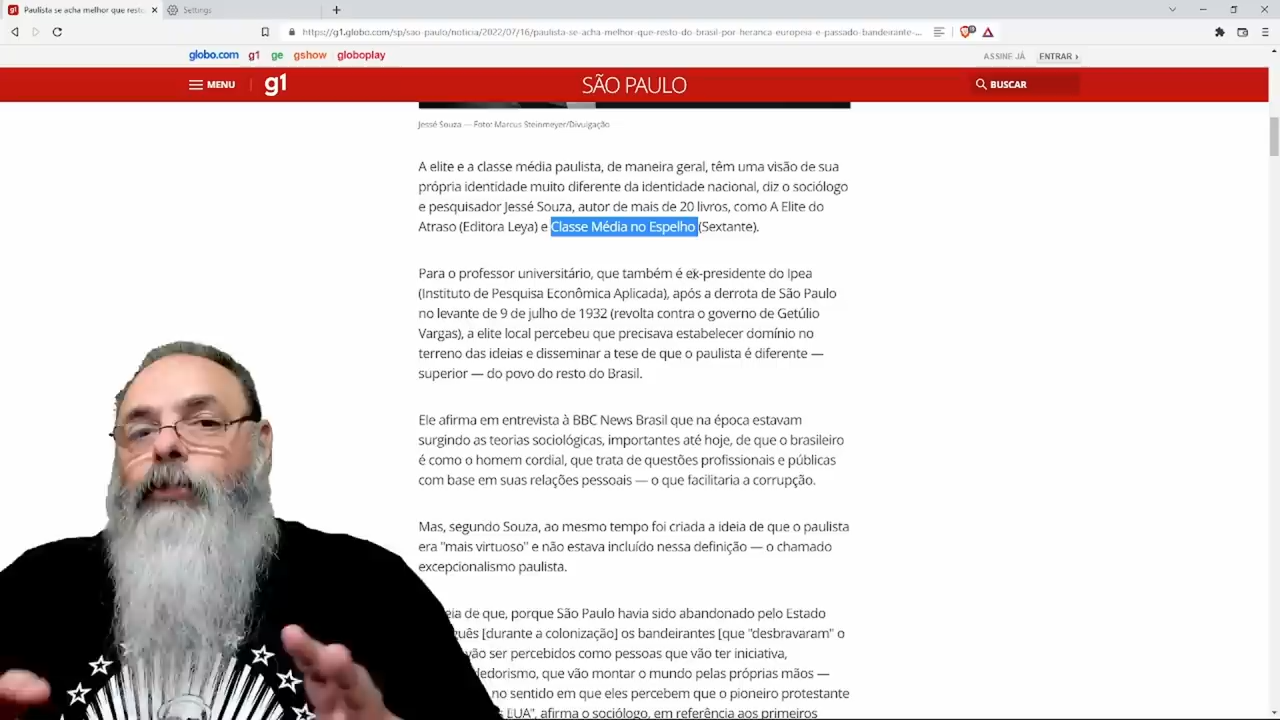 Paulista se acha melhor que resto
Settings
https://g1.globo.com/sp/sao-paulo/noticia/2022/07/16/paulista-se-acha-melhor-que-resto-do-brasil-por-heranca-europeia-e-passado-bandeirante-...
globo.com g1 ge gshow globoplay
ASSINE JÁ ENTRAR ›
MENU g1 SÃO PAULO BUSCAR
Jessé Souza — Foto: Marcus Steinmeyer/Divulgação
A elite e a classe média paulista, de maneira geral, têm uma visão de sua
própria identidade muito diferente da identidade nacional, diz o sociólogo
e pesquisador Jessé Souza, autor de mais de 20 livros, como A Elite do
Atraso (Editora Leya) e Classe Média no Espelho (Sextante).
Para o professor universitário, que também é ex-presidente do Ipea
(Instituto de Pesquisa Econômica Aplicada), após a derrota de São Paulo
no levante de 9 de julho de 1932 (revolta contra o governo de Getúlio
Vargas), a elite local percebeu que precisava estabelecer domínio no
terreno das ideias e disseminar a tese de que o paulista é diferente —
superior — do povo do resto do Brasil.
Ele afirma em entrevista à BBC News Brasil que na época estavam
surgindo as teorias sociológicas, importantes até hoje, de que o brasileiro
é como o homem cordial, que trata de questões profissionais e públicas
com base em suas relações pessoais — o que facilitaria a corrupção.
Mas, segundo Souza, ao mesmo tempo foi criada a ideia de que o paulista
era "mais virtuoso" e não estava incluído nessa definição — o chamado
excepcionalismo paulista.
de que, porque São Paulo havia sido abandonado pelo Estado
[durante a colonização] os bandeirantes [que "desbravaram" o
vão ser percebidos como pessoas que vão ter iniciativa,
que vão montar o mundo pelas próprias mãos —
no sentido em que eles percebem que o pioneiro protestante
EUA", afirma o sociólogo, em referência aos primeiros